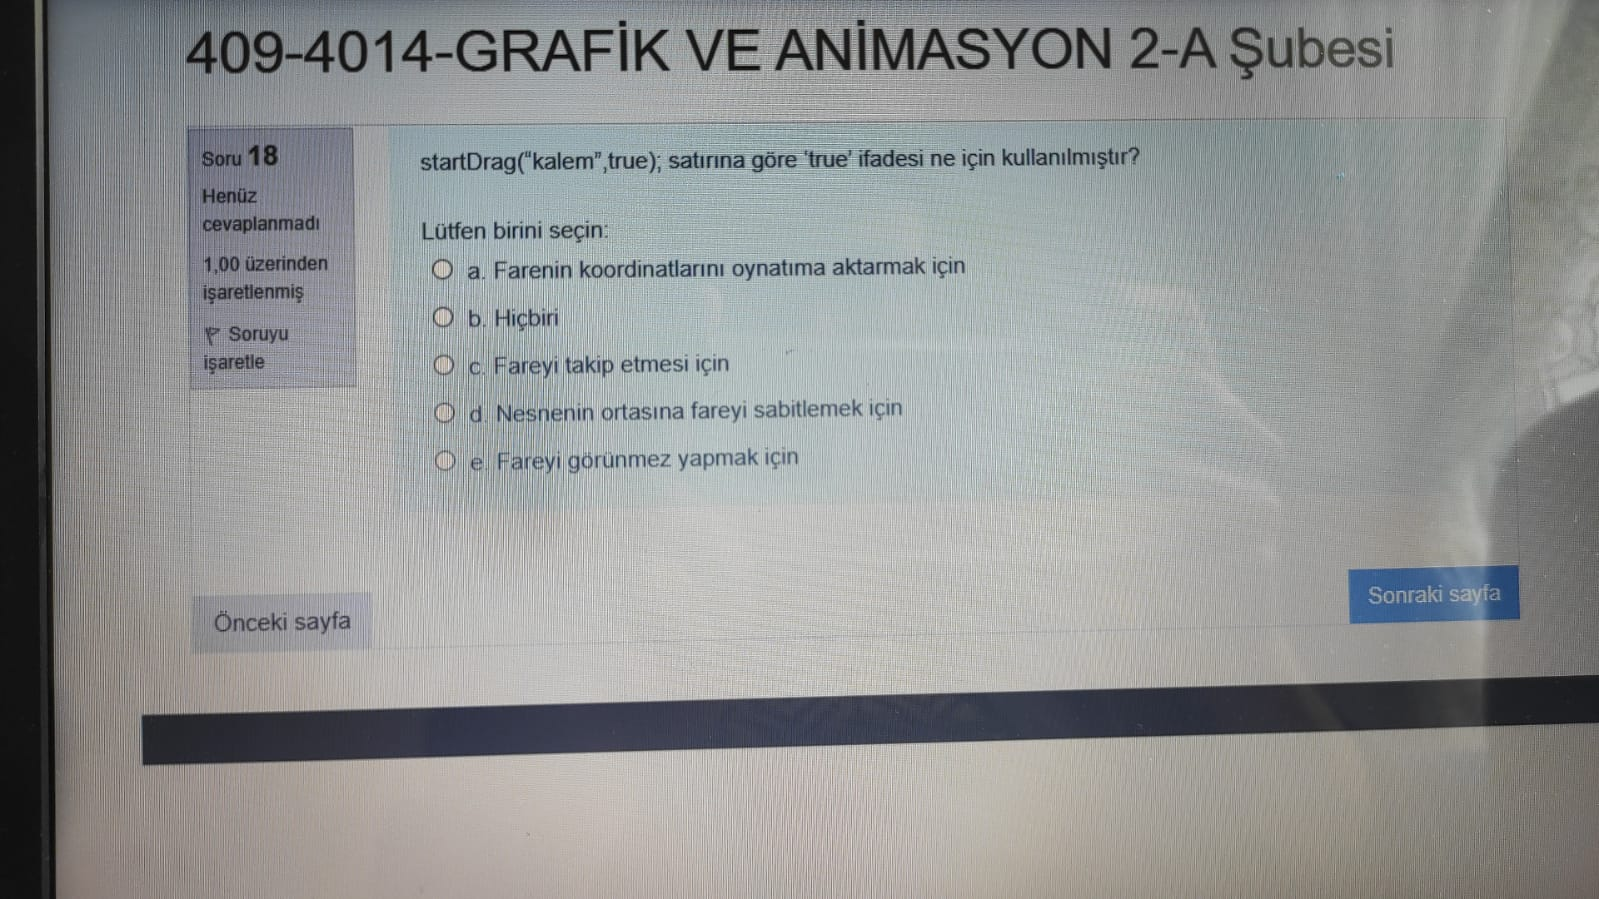 409-4014-GRAFİK VE ANİMASYON 2-A Şubesi
Soru 18
Henüz
cevaplanmadı
1,00 üzerinden
işaretlenmiş
Soruyu
işaretle
startDrag("kalem",true); satırına göre 'true' ifadesi ne için kullanılmıştır?
Lütfen birini seçin:
a. Farenin koordinatlarını oynatıma aktarmak için
b. Hiçbiri
c. Fareyi takip etmesi için
d. Nesnenin ortasına fareyi sabitlemek için
e. Fareyi görünmez yapmak için
Önceki sayfa
Sonraki sayfa